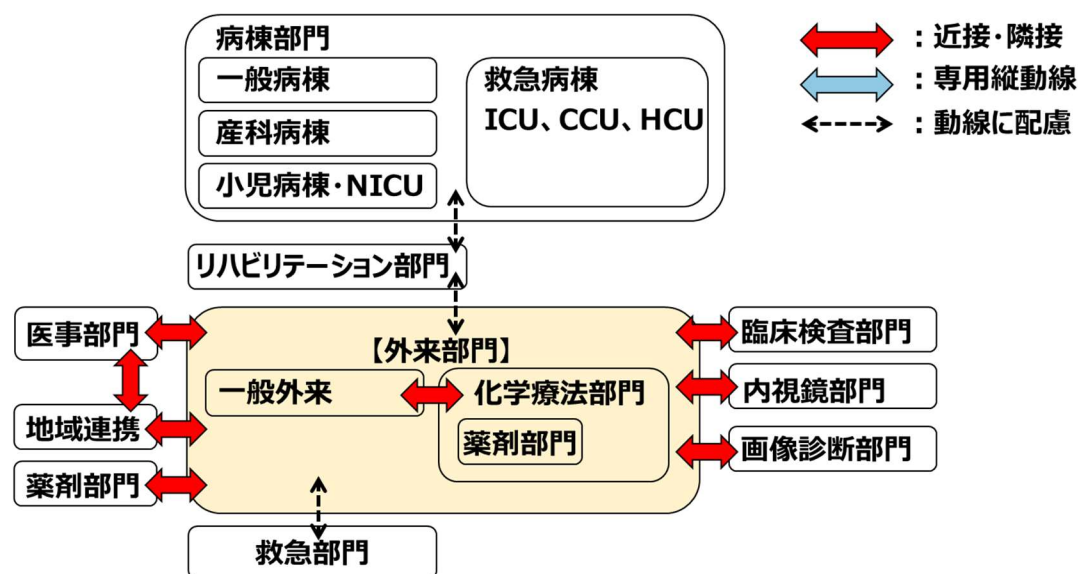 病棟部門
一般病棟
産科病棟
小児病棟・NICU
救急病棟
ICU、CCU、HCU
：近接・隣接
：専用縦動線
：動線に配慮
リハビリテーション部門
医事部門
地域連携
薬剤部門
【外来部門】
一般外来
化学療法部門
薬剤部門
臨床検査部門
内視鏡部門
画像診断部門
救急部門